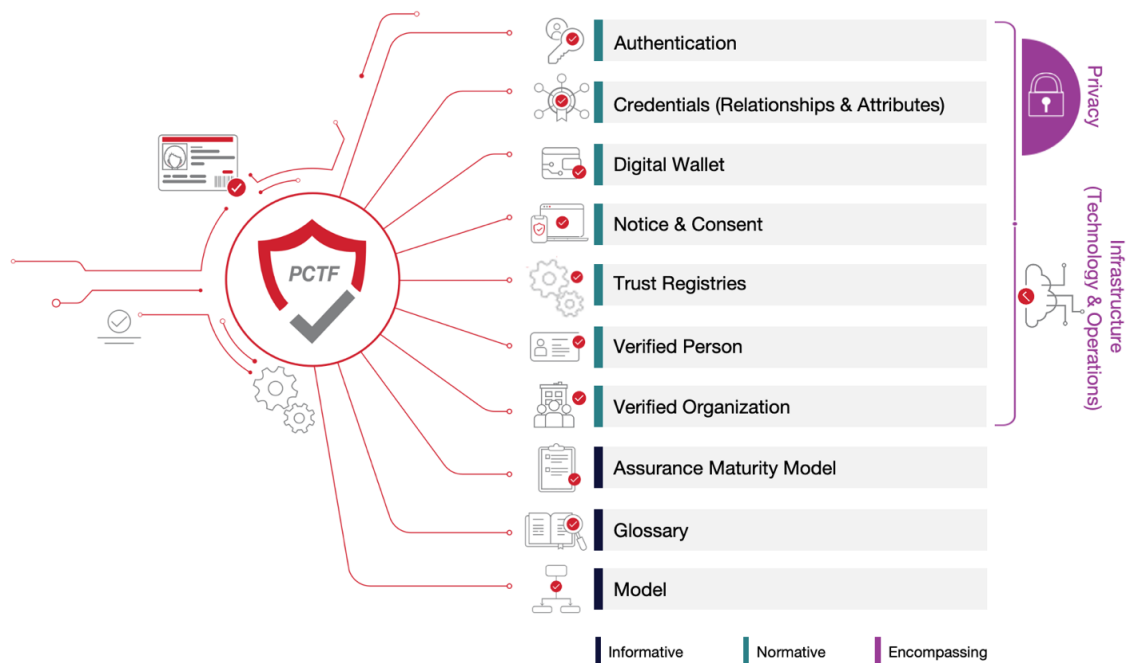 PCTF
Authentication
Credentials (Relationships & Attributes)
Digital Wallet
Notice & Consent
Trust Registries
Verified Person
Verified Organization
Assurance Maturity Model
Glossary
Model
Privacy
Infrastructure
(Technology & Operations)
Informative
Normative
Encompassing